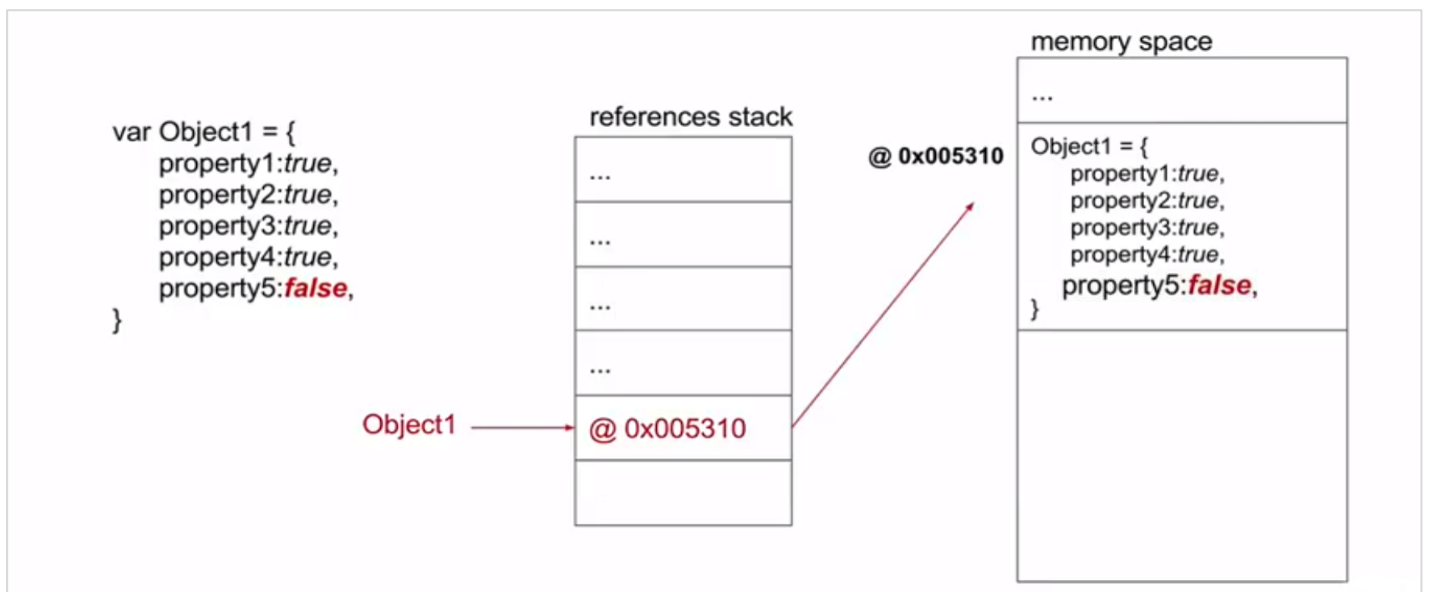 var Object1 = {
property1:true,
property2:true,
property3:true,
property4:true,
property5:false,
}
references stack
...
...
...
...
Object1
@ 0x005310
@ 0x005310
memory space
...
Object1 = {
property1:true,
property2:true,
property3:true,
property4:true,
property5:false,
}